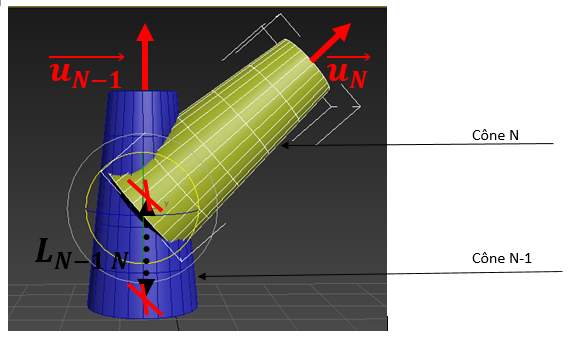 u_{N−1}
u_N
Cône N
L_{N−1 N}
Cône N-1